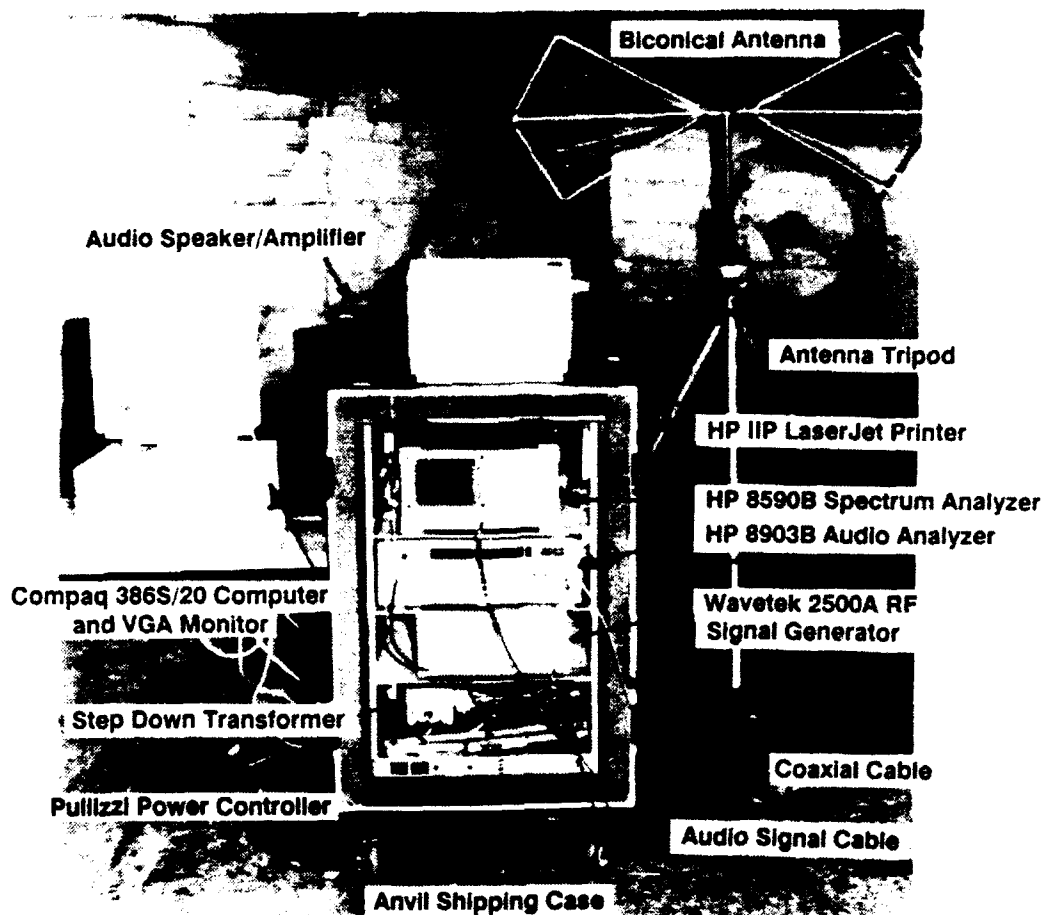 Biconical Antenna
Audio Speaker/Amplifier
Antenna Tripod
HP IIP LaserJet Printer
HP 8590B Spectrum Analyzer
HP 8903B Audio Analyzer
Compaq 386S/20 Computer
and VGA Monitor
Wavetek 2500A RF
Signal Generator
Step Down Transformer
Coaxial Cable
Pulizzi Power Controller
Audio Signal Cable
Anvil Shipping Case